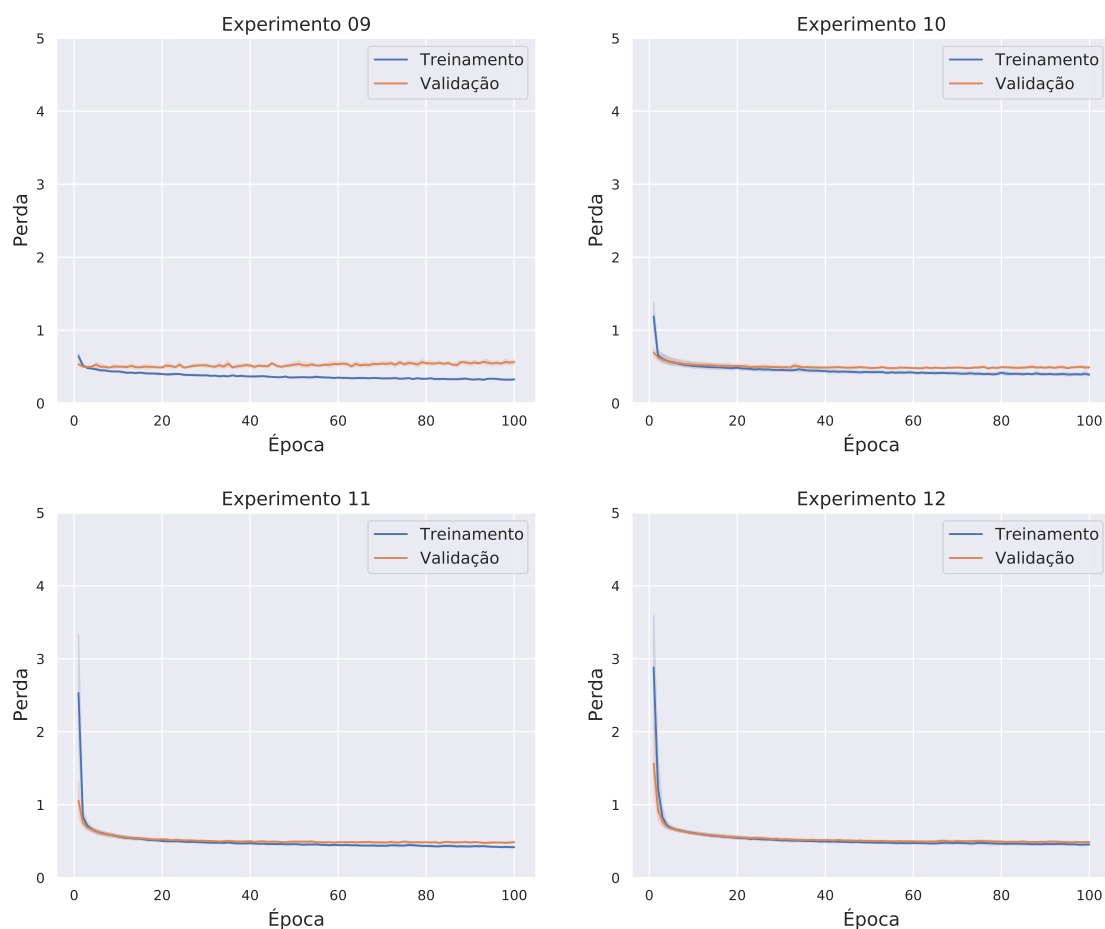 Experimento 09
5
4
3
2
1
0
Perda
0 20 40 60 80 100
Época
Treinamento
Validação
Experimento 10
5
4
3
2
1
0
Perda
0 20 40 60 80 100
Época
Treinamento
Validação
Experimento 11
5
4
3
2
1
0
Perda
0 20 40 60 80 100
Época
Treinamento
Validação
Experimento 12
5
4
3
2
1
0
Perda
0 20 40 60 80 100
Época
Treinamento
Validação